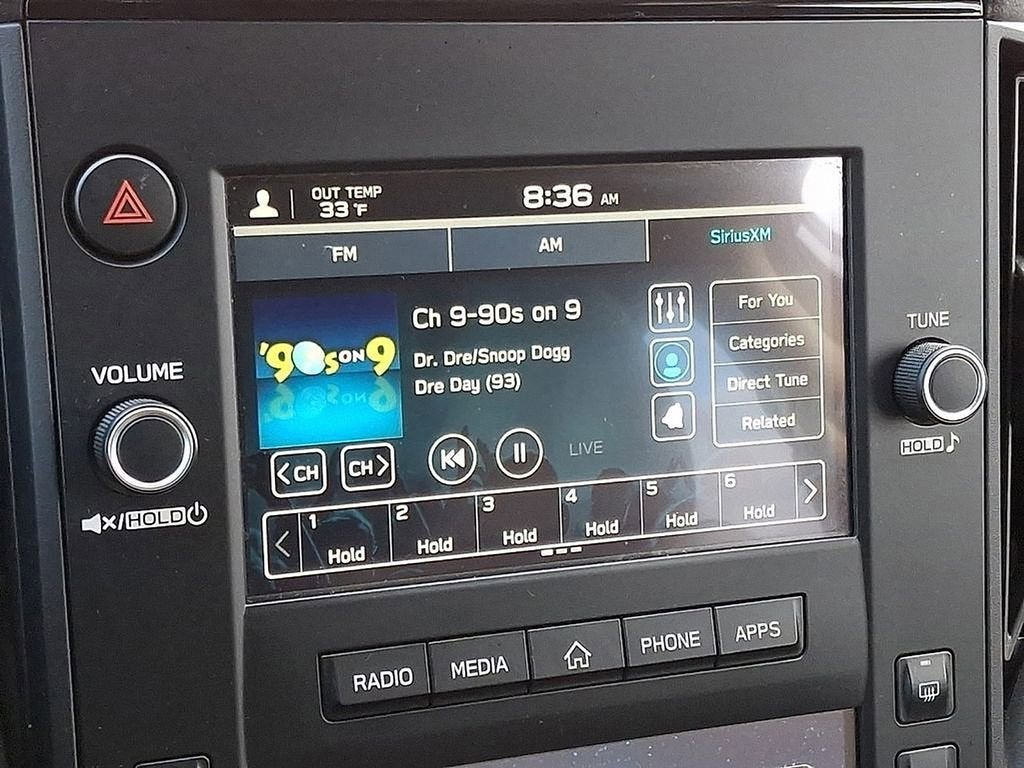 OUT TEMP
33°F
8:36 AM
FM
AM
SiriusXM
'90s ON 9
Ch 9-90s on 9
Dr. Dre/Snoop Dogg
Dre Day (93)
For You
Categories
Direct Tune
Related
<CH
CH>
LIVE
<
1 Hold
2 Hold
3 Hold
4 Hold
5 Hold
6 Hold
>
VOLUME
/HOLD
TUNE
HOLD
RADIO
MEDIA
PHONE
APPS